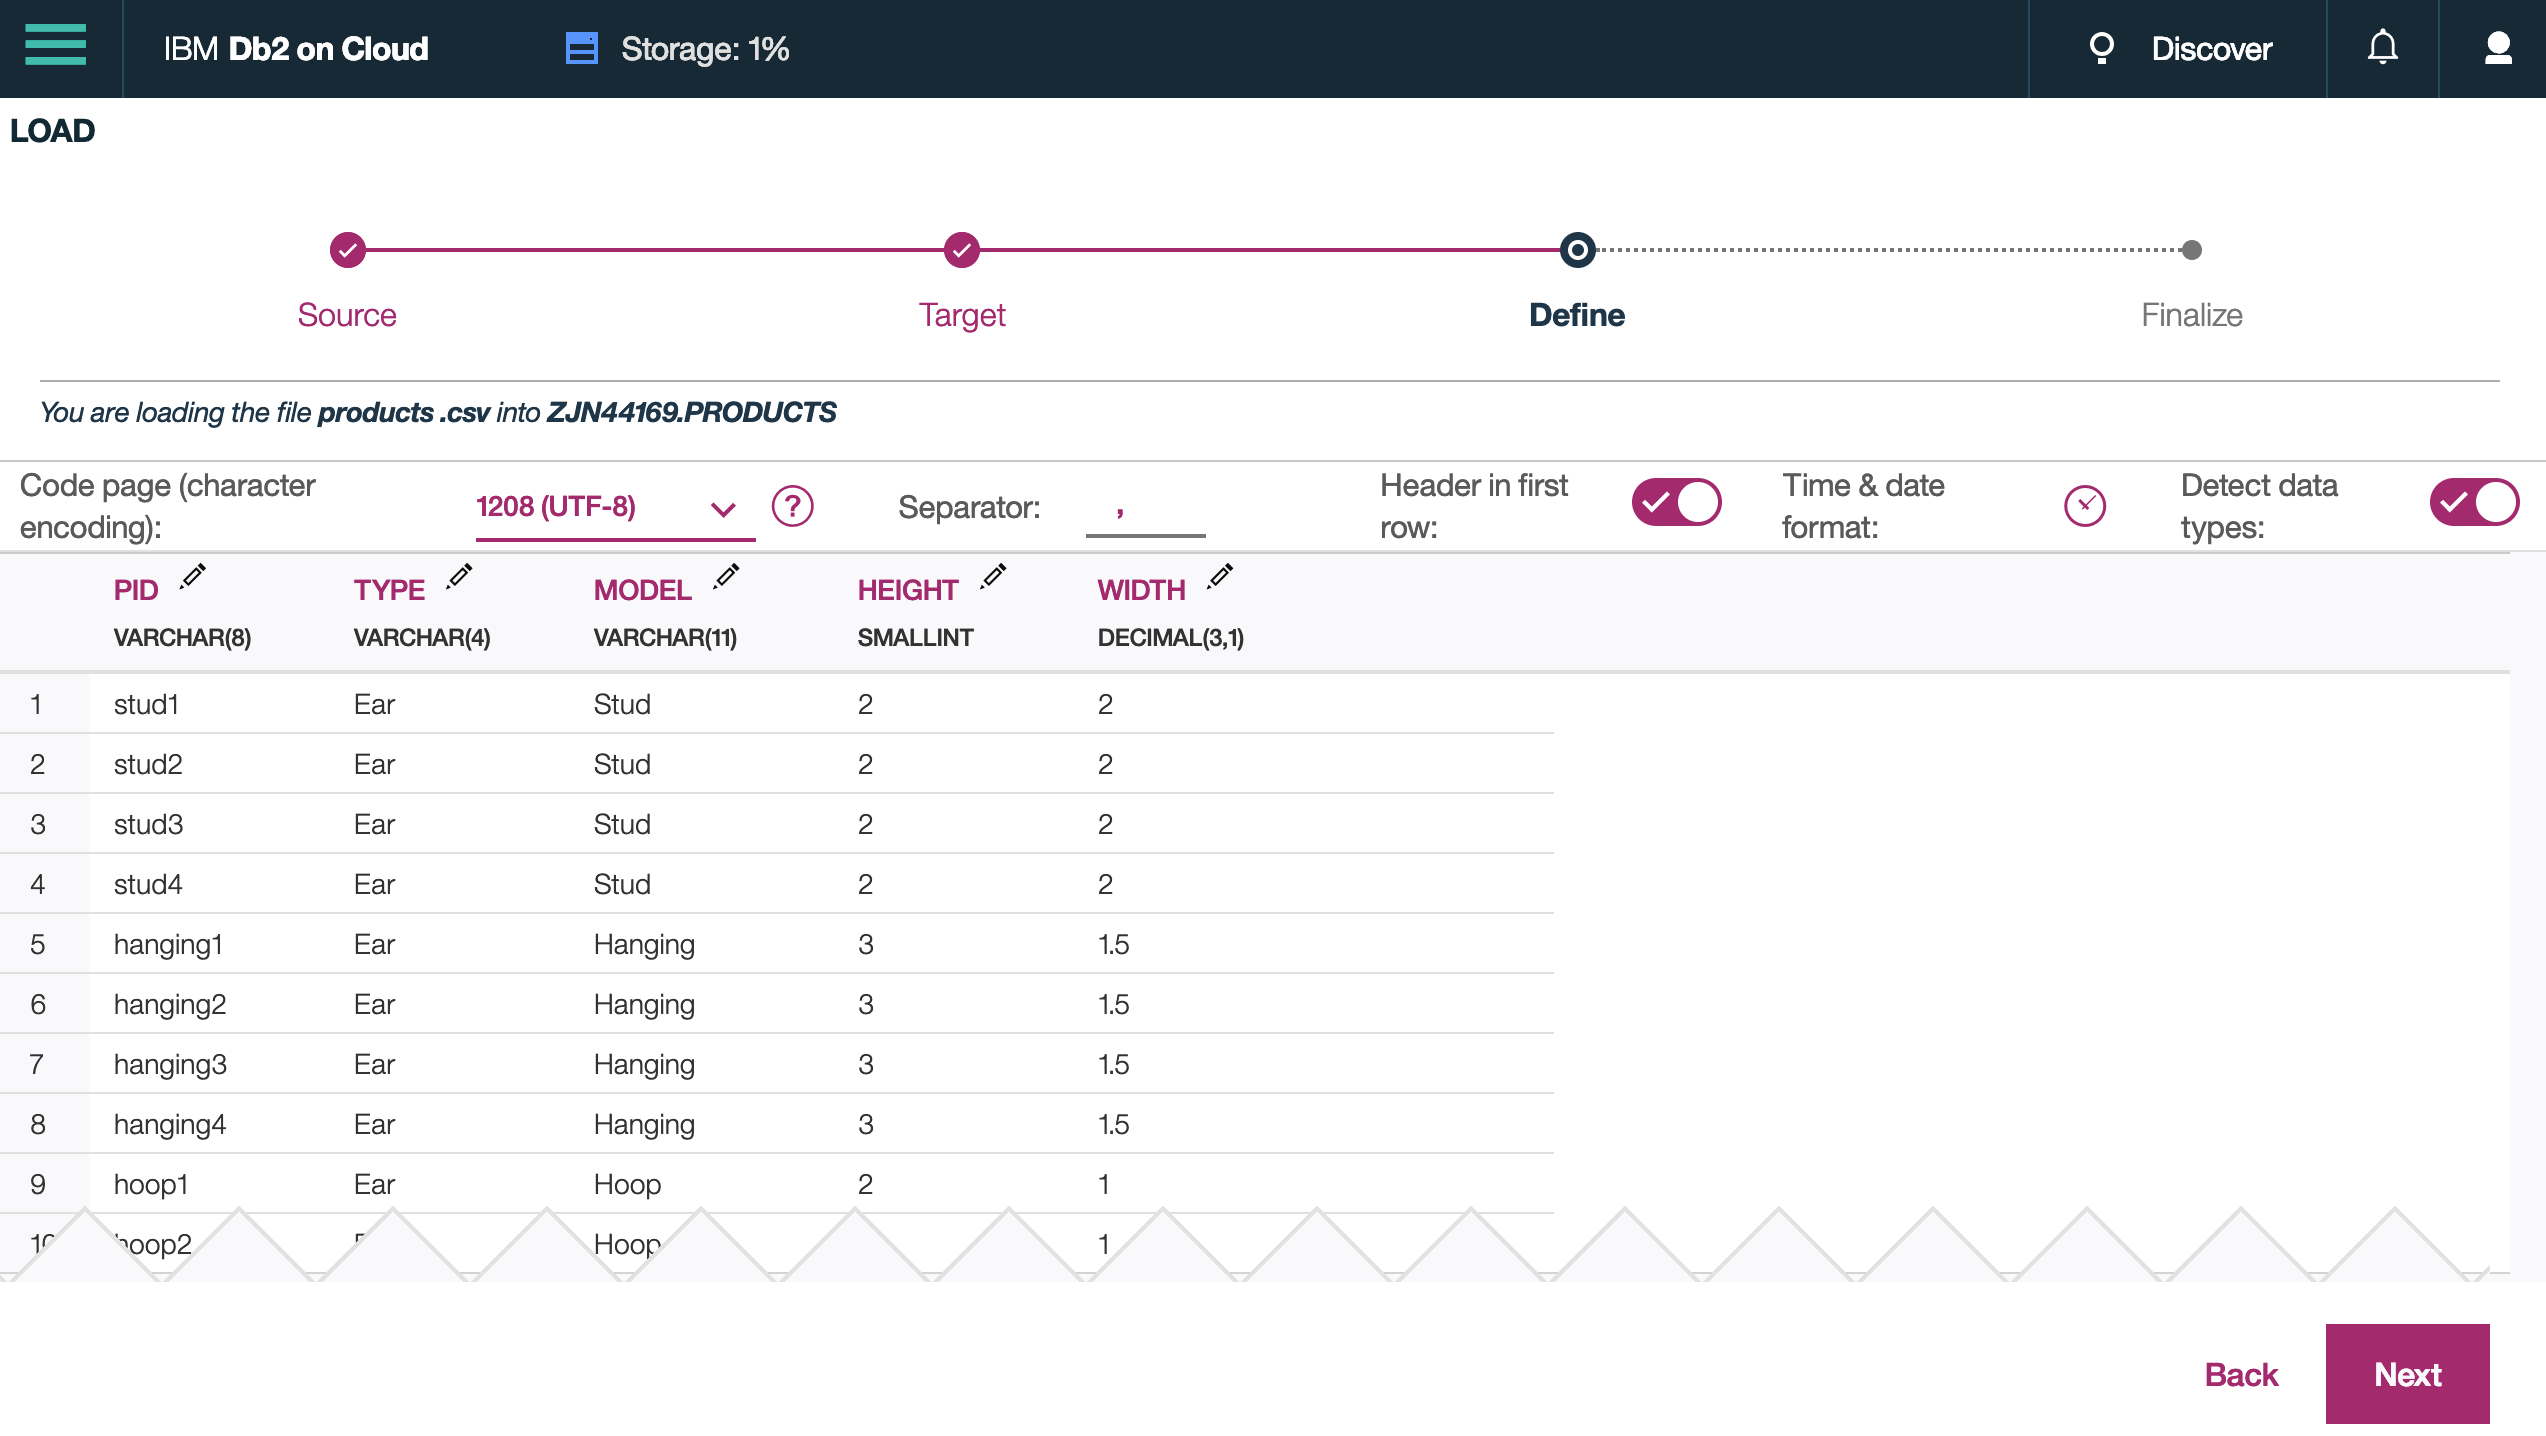 IBM Db2 on Cloud Storage: 1% Discover
LOAD
Source Target Define Finalize
You are loading the file products .csv into ZJN44169.PRODUCTS
Code page (character encoding): 1208 (UTF-8) ? Separator: , Header in first row: Time & date format: Detect data types:
PID TYPE MODEL HEIGHT WIDTH
VARCHAR(8) VARCHAR(4) VARCHAR(11) SMALLINT DECIMAL(3,1)
1 stud1 Ear Stud 2 2
2 stud2 Ear Stud 2 2
3 stud3 Ear Stud 2 2
4 stud4 Ear Stud 2 2
5 hanging1 Ear Hanging 3 1.5
6 hanging2 Ear Hanging 3 1.5
7 hanging3 Ear Hanging 3 1.5
8 hanging4 Ear Hanging 3 1.5
9 hoop1 Ear Hoop 2 1
10 hoop2 Hoop 1
Back Next